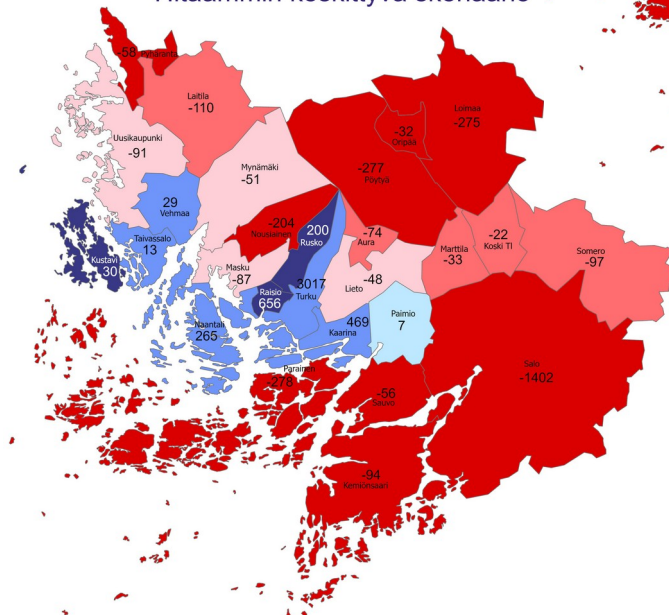 -58
Pyhäranta
Laitila
-110
Loimaa
-275
-32
Oripää
Uusikaupunki
-91
Mynämäki
-51
-277
Pöytyä
29
Vehmaa
-204
Nousiainen
200
Rusko
-74
Aura
-22
Koski Tl
Marttila
-33
Somero
-97
Taivassalo
13
Kustavi
30
Masku
-87
-48
Lieto
Raisio
656
3017
Turku
Paimio
7
Naantali
265
469
Kaarina
Salo
-1402
Parainen
-278
-56
Sauvo
-94
Kemiönsaari